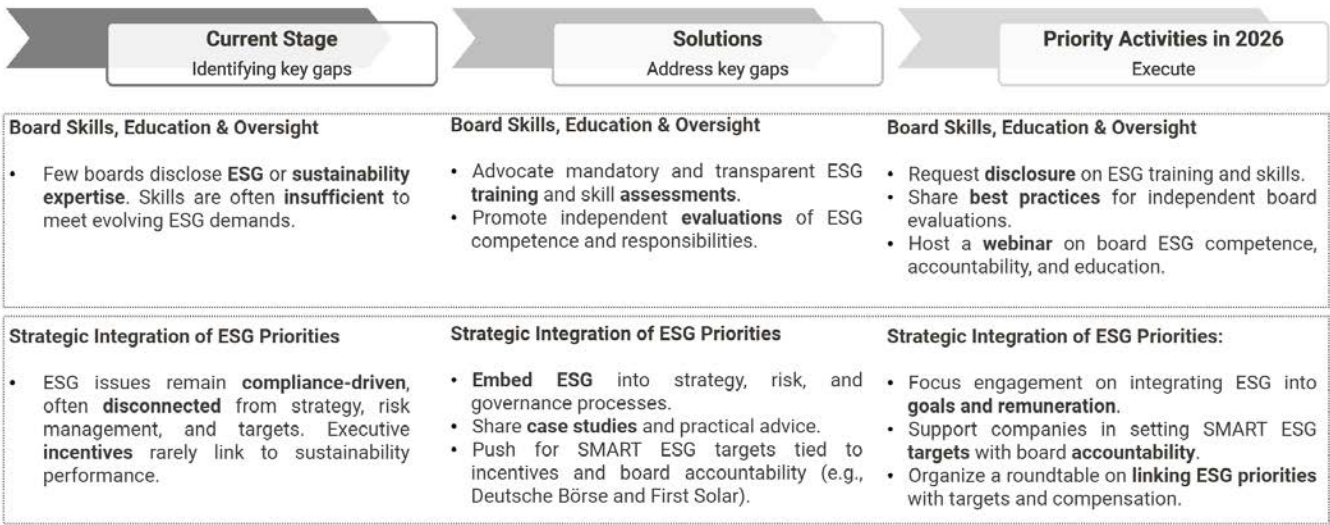 Current Stage
Identifying key gaps
Solutions
Address key gaps
Priority Activities in 2026
Execute
Board Skills, Education & Oversight
• Few boards disclose ESG or sustainability
expertise. Skills are often insufficient to
meet evolving ESG demands.
Board Skills, Education & Oversight
• Advocate mandatory and transparent ESG
training and skill assessments.
• Promote independent evaluations of ESG
competence and responsibilities.
Board Skills, Education & Oversight
• Request disclosure on ESG training and skills.
• Share best practices for independent board
evaluations.
• Host a webinar on board ESG competence,
accountability, and education.
Strategic Integration of ESG Priorities
• ESG issues remain compliance-driven,
often disconnected from strategy, risk
management, and targets. Executive
incentives rarely link to sustainability
performance.
Strategic Integration of ESG Priorities
• Embed ESG into strategy, risk, and
governance processes.
• Share case studies and practical advice.
• Push for SMART ESG targets tied to
incentives and board accountability (e.g.,
Deutsche Börse and First Solar).
Strategic Integration of ESG Priorities:
• Focus engagement on integrating ESG into
goals and remuneration.
• Support companies in setting SMART ESG
targets with board accountability.
• Organize a roundtable on linking ESG priorities
with targets and compensation.